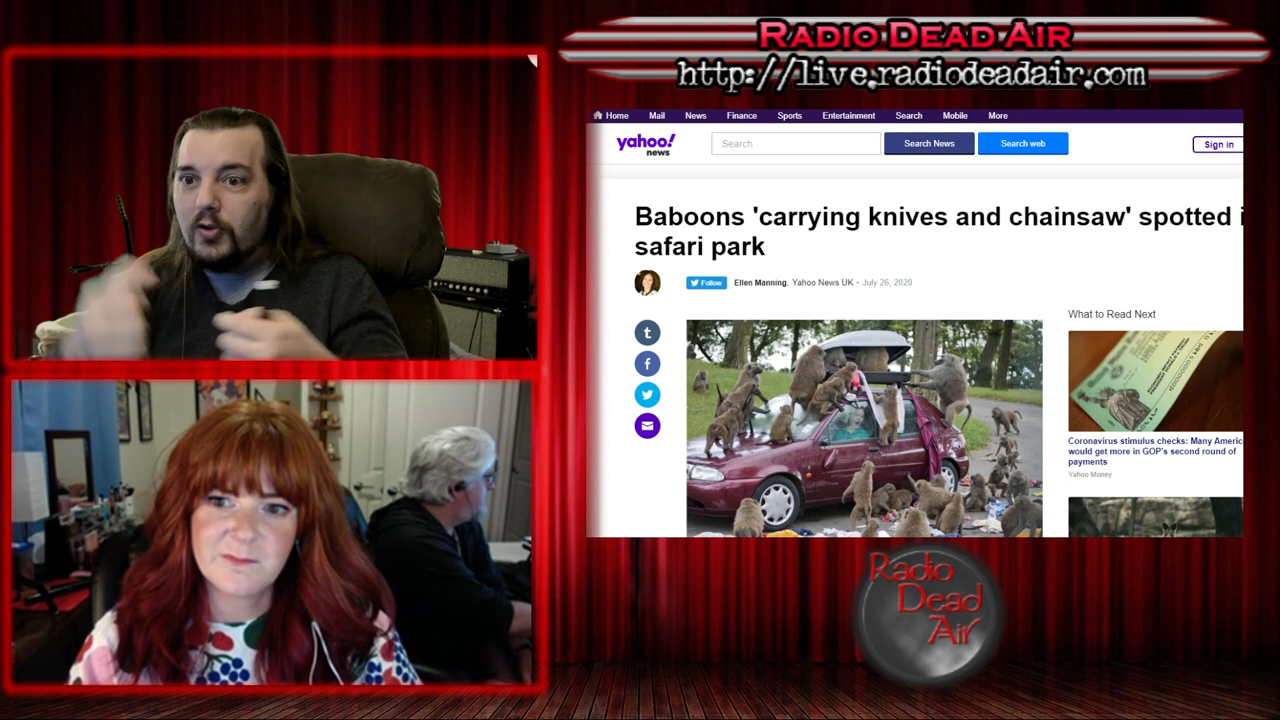 RADIO DEAD AIR
http://live.radiodeadair.com
Home Mail News Finance Sports Entertainment Search Mobile More
yahoo!
news
Search
Search News
Search web
Sign in
Baboons 'carrying knives and chainsaw' spotted
safari park
Follow
Ellen Manning, Yahoo News UK • July 26, 2020
What to Read Next
Coronavirus stimulus checks: Many
would get more in GOP's second round of
payments
Yahoo Money
Radio
Dead
Air